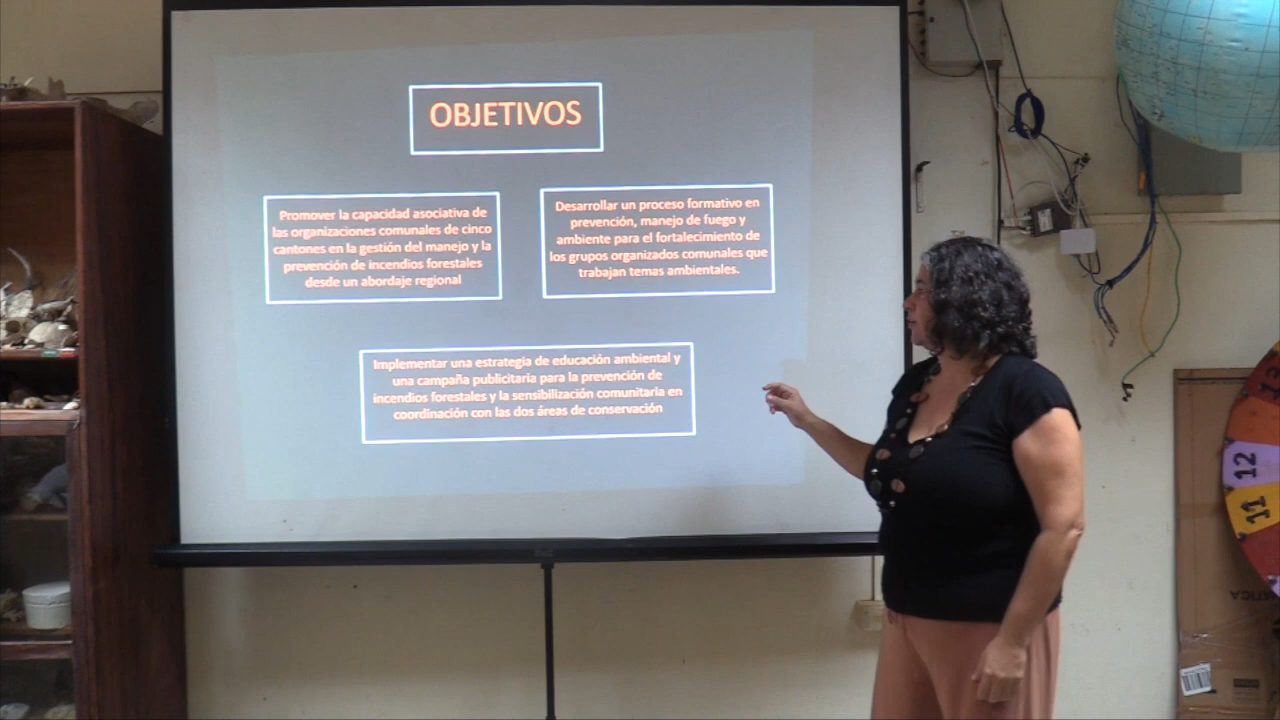 OBJETIVOS
Promover la capacidad asociativa de
las organizaciones comunales de cinco
cantones en la gestión del manejo y la
prevención de incendios forestales
desde un abordaje regional
Desarrollar un proceso formativo en
prevención, manejo de fuego y
ambiente para el fortalecimiento de
los grupos organizados comunales que
trabajan temas ambientales.
Implementar una estrategia de educación ambiental y
una campaña publicitaria para la prevención de
incendios forestales y la sensibilización comunitaria en
coordinación con las dos áreas de conservación
13
12
11